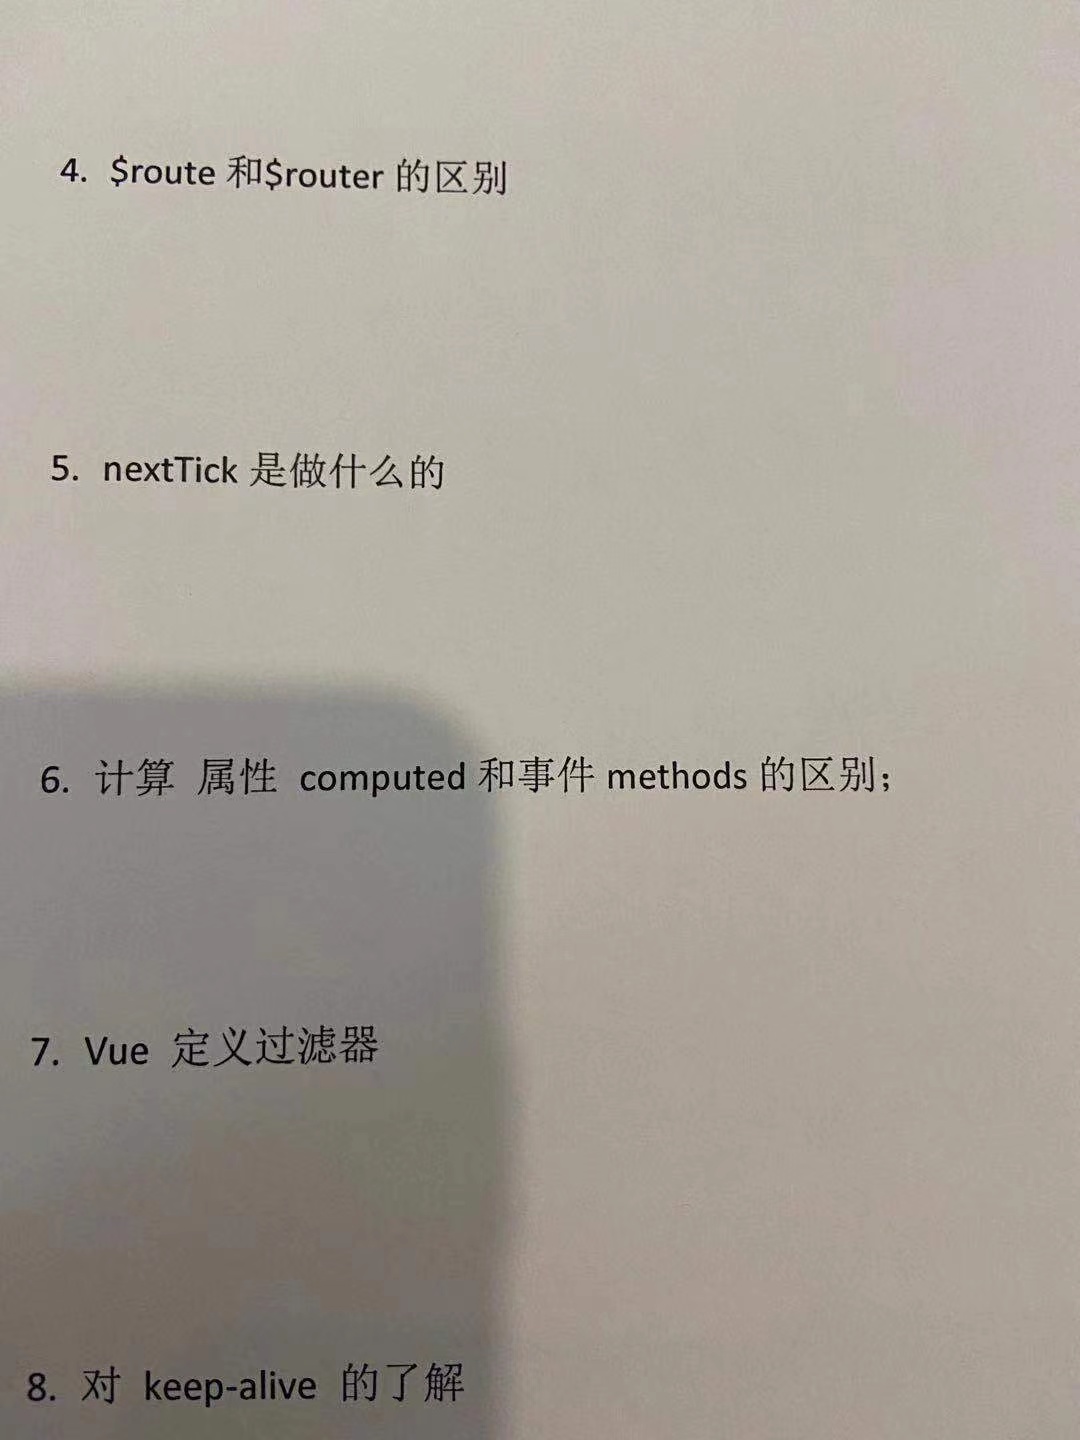 4. $route 和$router 的区别
5. nextTick 是做什么的
6. 计算 属性 computed 和事件 methods 的区别；
7. Vue 定义过滤器
8. 对 keep-alive 的了解